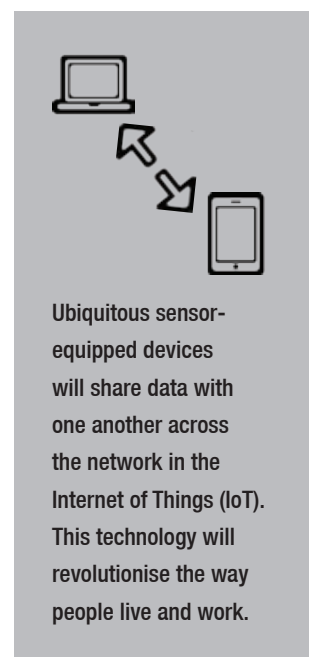 Ubiquitous sensor-
equipped devices
will share data with
one another across
the network in the
Internet of Things (IoT).
This technology will
revolutionise the way
people live and work.